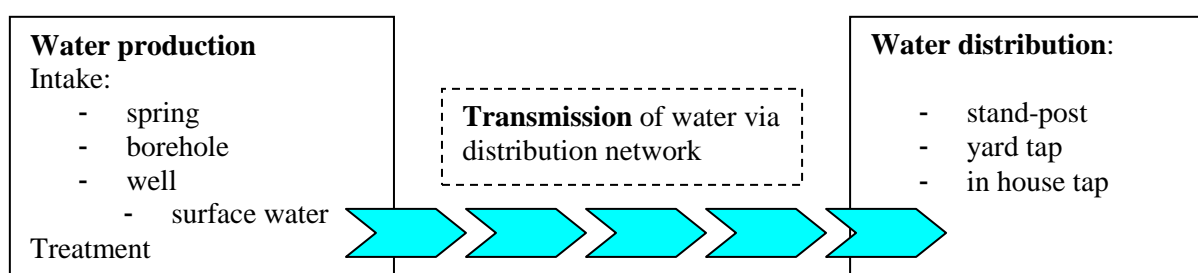 Water production
Intake:
- spring
- borehole
- well
- surface water
Treatment
Transmission of water via
distribution network
Water distribution:
- stand-post
- yard tap
- in house tap